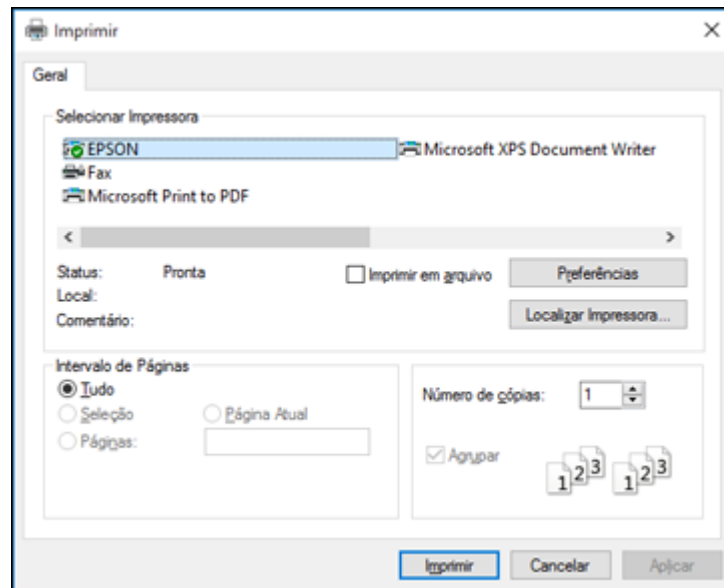 Imprimir
Geral
Selecionar Impressora
EPSON Microsoft XPS Document Writer
Fax
Microsoft Print to PDF
Status: Pronta Imprimir em arquivo Preferências
Local:
Comentário: Localizar Impressora...
Intervalo de Páginas
Tudo
Seleção Página Atual
Páginas:
Número de cópias: 1
Agrupar
1 2 3 1 2 3
Imprimir Cancelar Aplicar